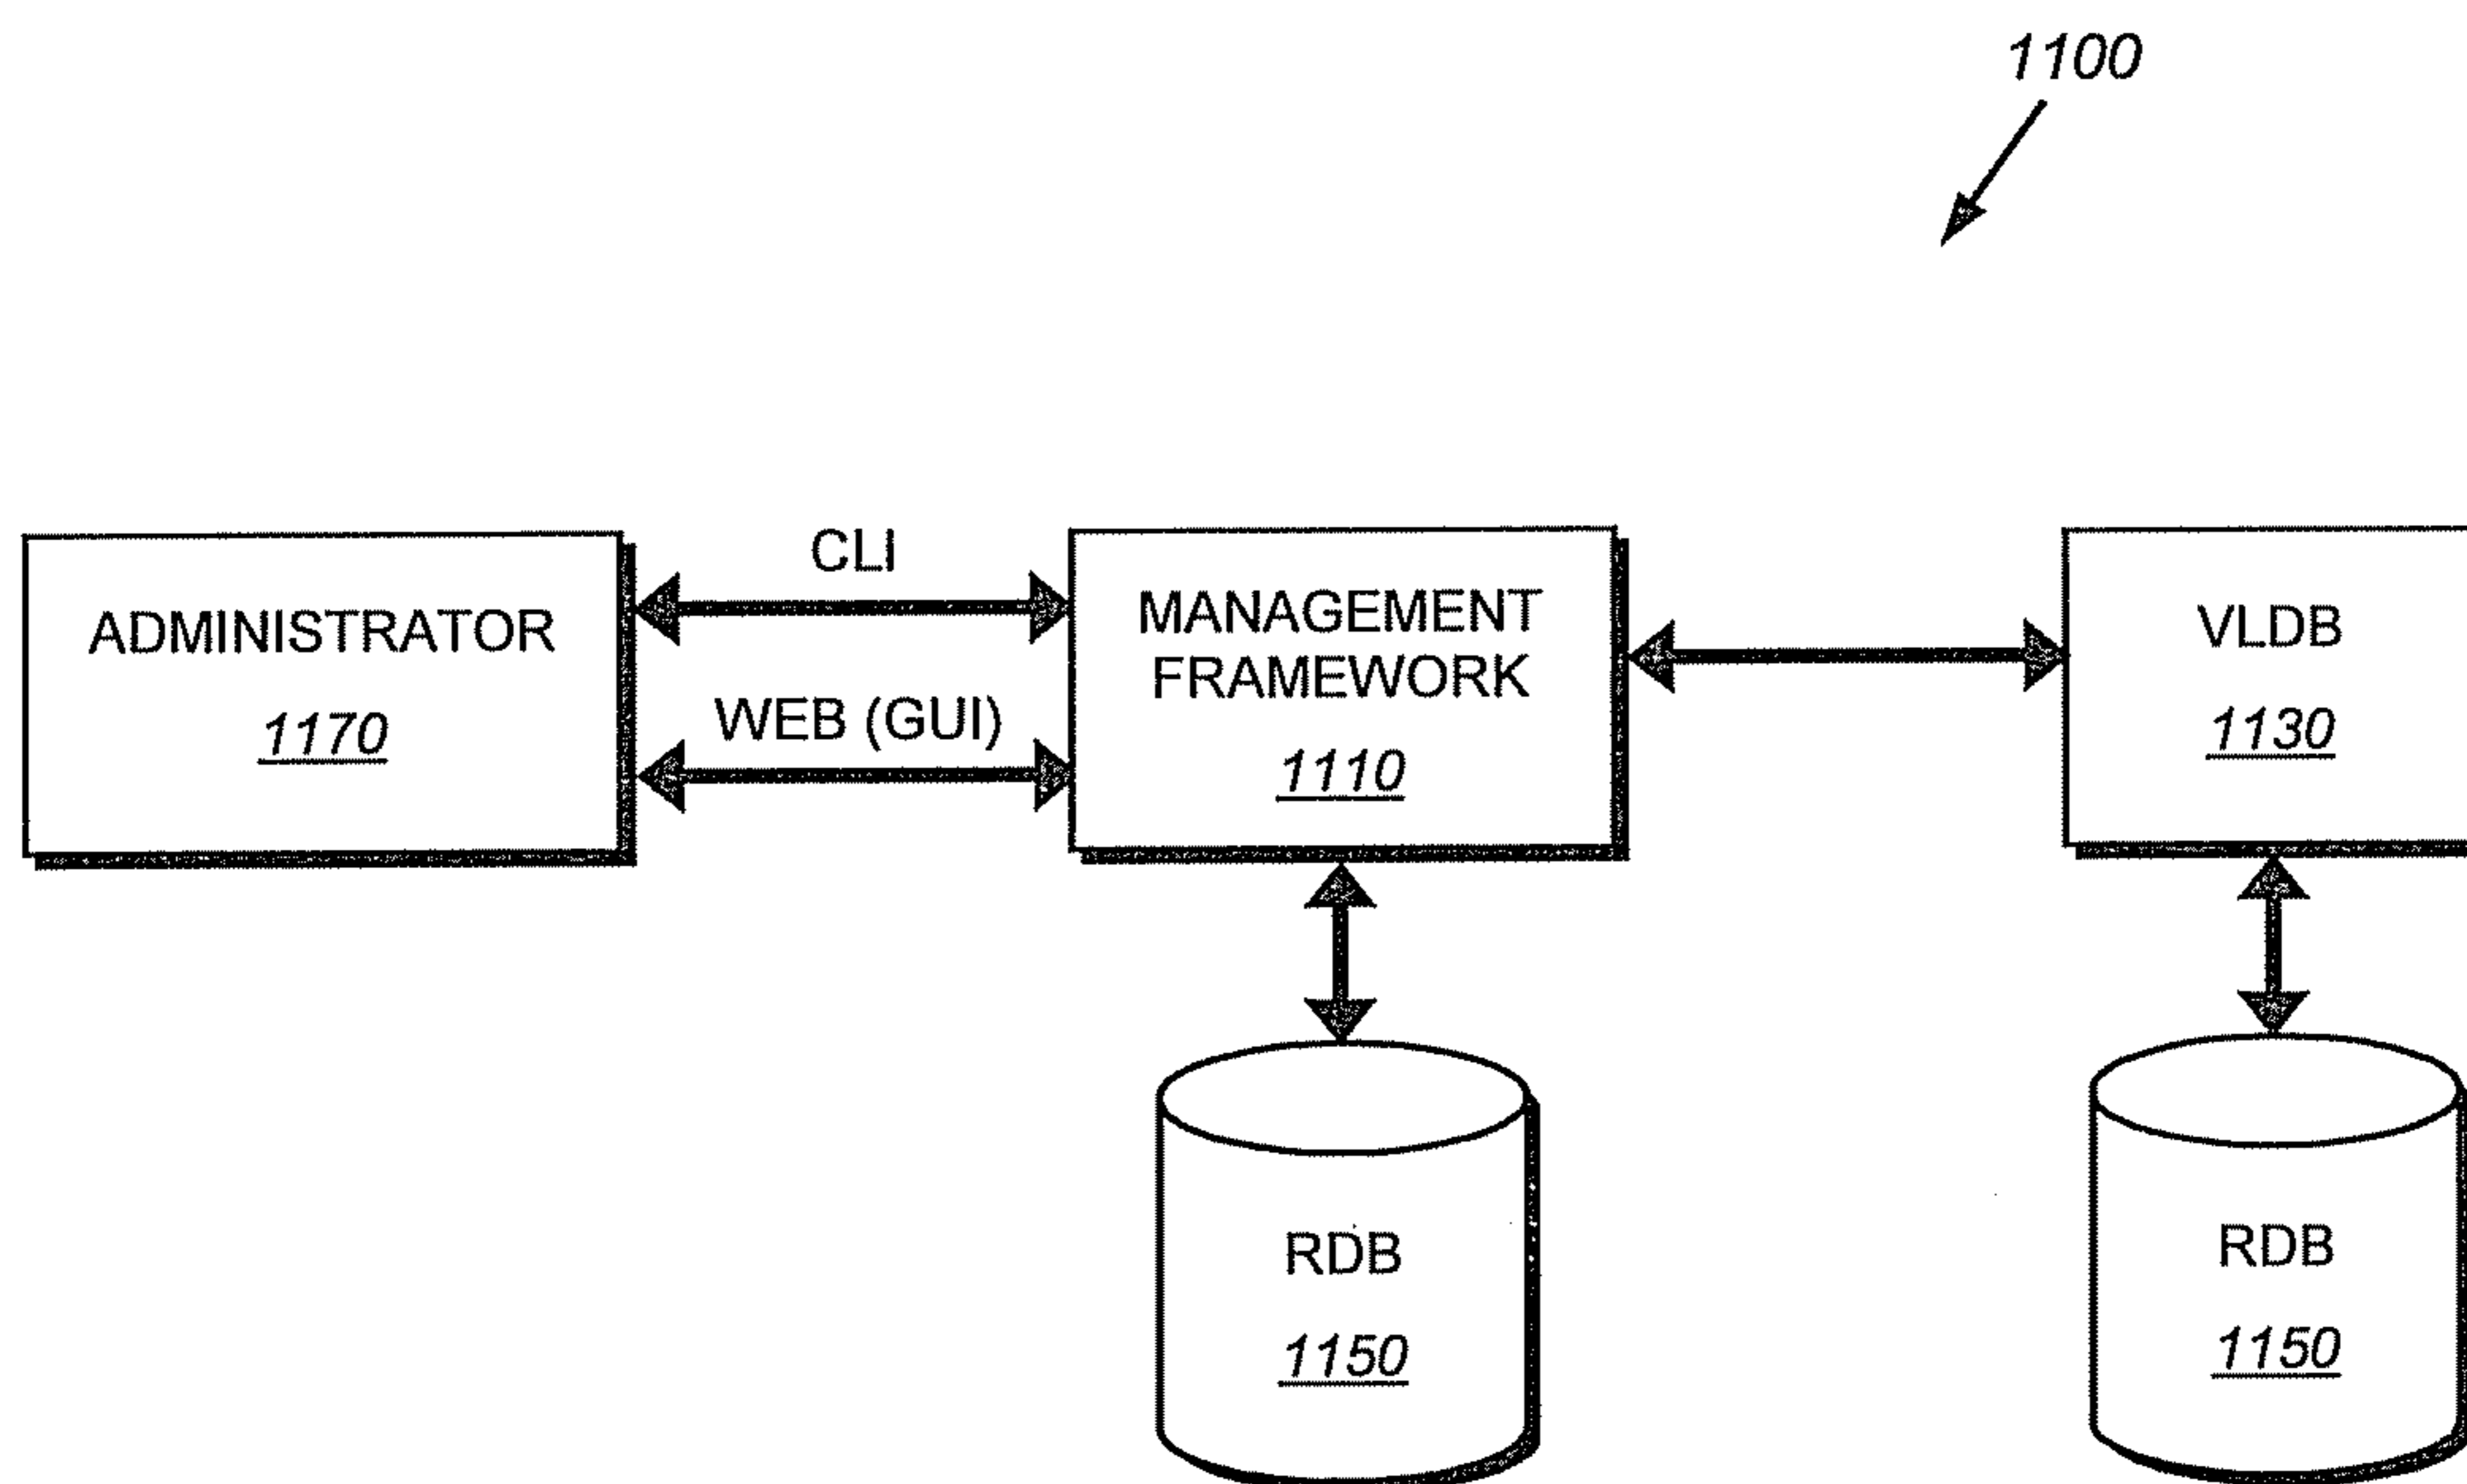 1100
CLI
ADMINISTRATOR
1170
WEB (GUI)
MANAGEMENT
FRAMEWORK
1110
VLDB
1130
RDB
1150
RDB
1150